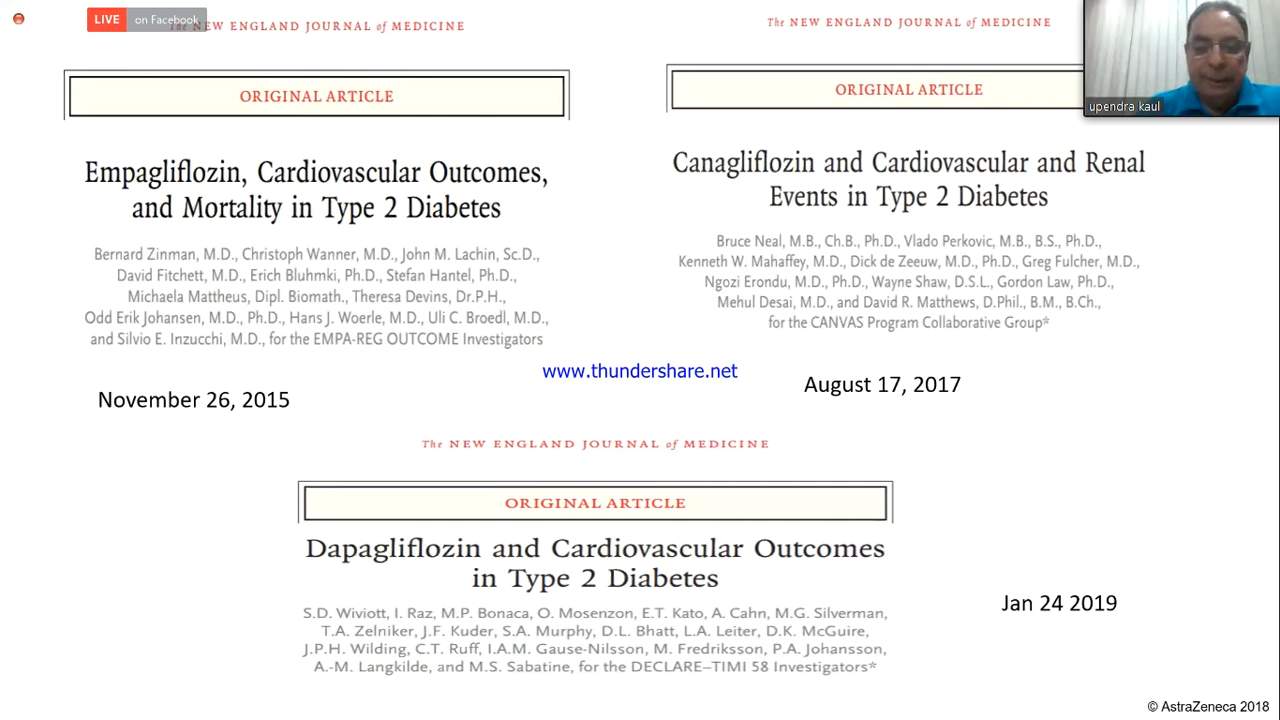 LIVE on Facebook
The NEW ENGLAND JOURNAL of MEDICINE
ORIGINAL ARTICLE
Empagliflozin, Cardiovascular Outcomes,
and Mortality in Type 2 Diabetes
Bernard Zinman, M.D., Christoph Wanner, M.D., John M. Lachin, Sc.D.,
David Fitchett, M.D., Erich Bluhmki, Ph.D., Stefan Hantel, Ph.D.,
Michaela Mattheus, Dipl. Biomath., Theresa Devins, Dr.P.H.,
Odd Erik Johansen, M.D., Ph.D., Hans J. Woerle, M.D., Uli C. Broedl, M.D.,
and Silvio E. Inzucchi, M.D., for the EMPA-REG OUTCOME Investigators
November 26, 2015
The NEW ENGLAND JOURNAL of MEDICINE
ORIGINAL ARTICLE
upendra kaul
Canagliflozin and Cardiovascular and Renal
Events in Type 2 Diabetes
Bruce Neal, M.B., Ch.B., Ph.D., Vlado Perkovic, M.B., B.S., Ph.D.,
Kenneth W. Mahaffey, M.D., Dick de Zeeuw, M.D., Ph.D., Greg Fulcher, M.D.,
Ngozi Erondu, M.D., Ph.D., Wayne Shaw, D.S.L., Gordon Law, Ph.D.,
Mehul Desai, M.D., and David R. Matthews, D.Phil., B.M., B.Ch.,
for the CANVAS Program Collaborative Group*
www.thundershare.net
August 17, 2017
The NEW ENGLAND JOURNAL of MEDICINE
ORIGINAL ARTICLE
Dapagliflozin and Cardiovascular Outcomes
in Type 2 Diabetes
S.D. Wiviott, I. Raz, M.P. Bonaca, O. Mosenzon, E.T. Kato, A. Cahn, M.G. Silverman,
T.A. Zelniker, J.F. Kuder, S.A. Murphy, D.L. Bhatt, L.A. Leiter, D.K. McGuire,
J.P.H. Wilding, C.T. Ruff, I.A.M. Gause-Nilsson, M. Fredriksson, P.A. Johansson,
A.-M. Langkilde, and M.S. Sabatine, for the DECLARE–TIMI 58 Investigators*
Jan 24 2019
© AstraZeneca 2018